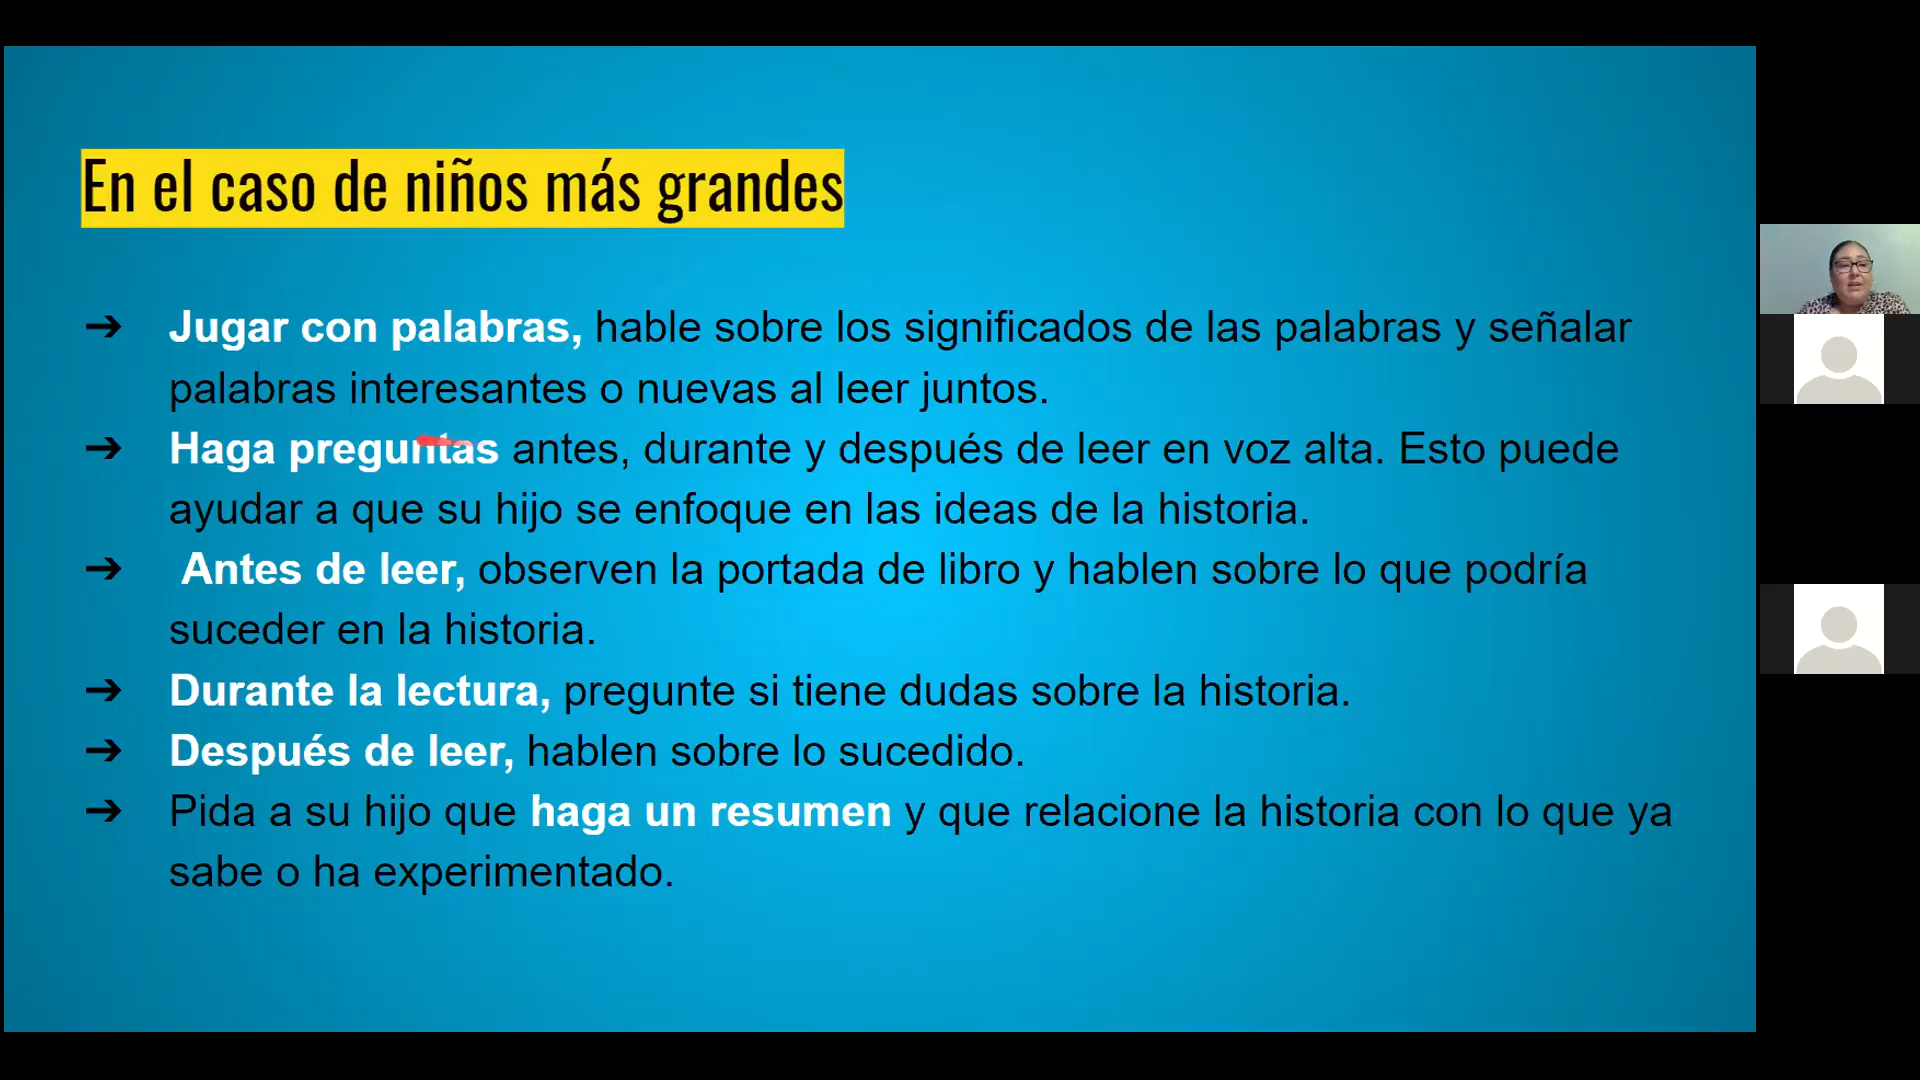 En el caso de niños más grandes
➔ Jugar con palabras, hable sobre los significados de las palabras y señalar
palabras interesantes o nuevas al leer juntos.
➔ Haga preguntas antes, durante y después de leer en voz alta. Esto puede
ayudar a que su hijo se enfoque en las ideas de la historia.
➔ Antes de leer, observen la portada de libro y hablen sobre lo que podría
suceder en la historia.
➔ Durante la lectura, pregunte si tiene dudas sobre la historia.
➔ Después de leer, hablen sobre lo sucedido.
➔ Pida a su hijo que haga un resumen y que relacione la historia con lo que ya
sabe o ha experimentado.